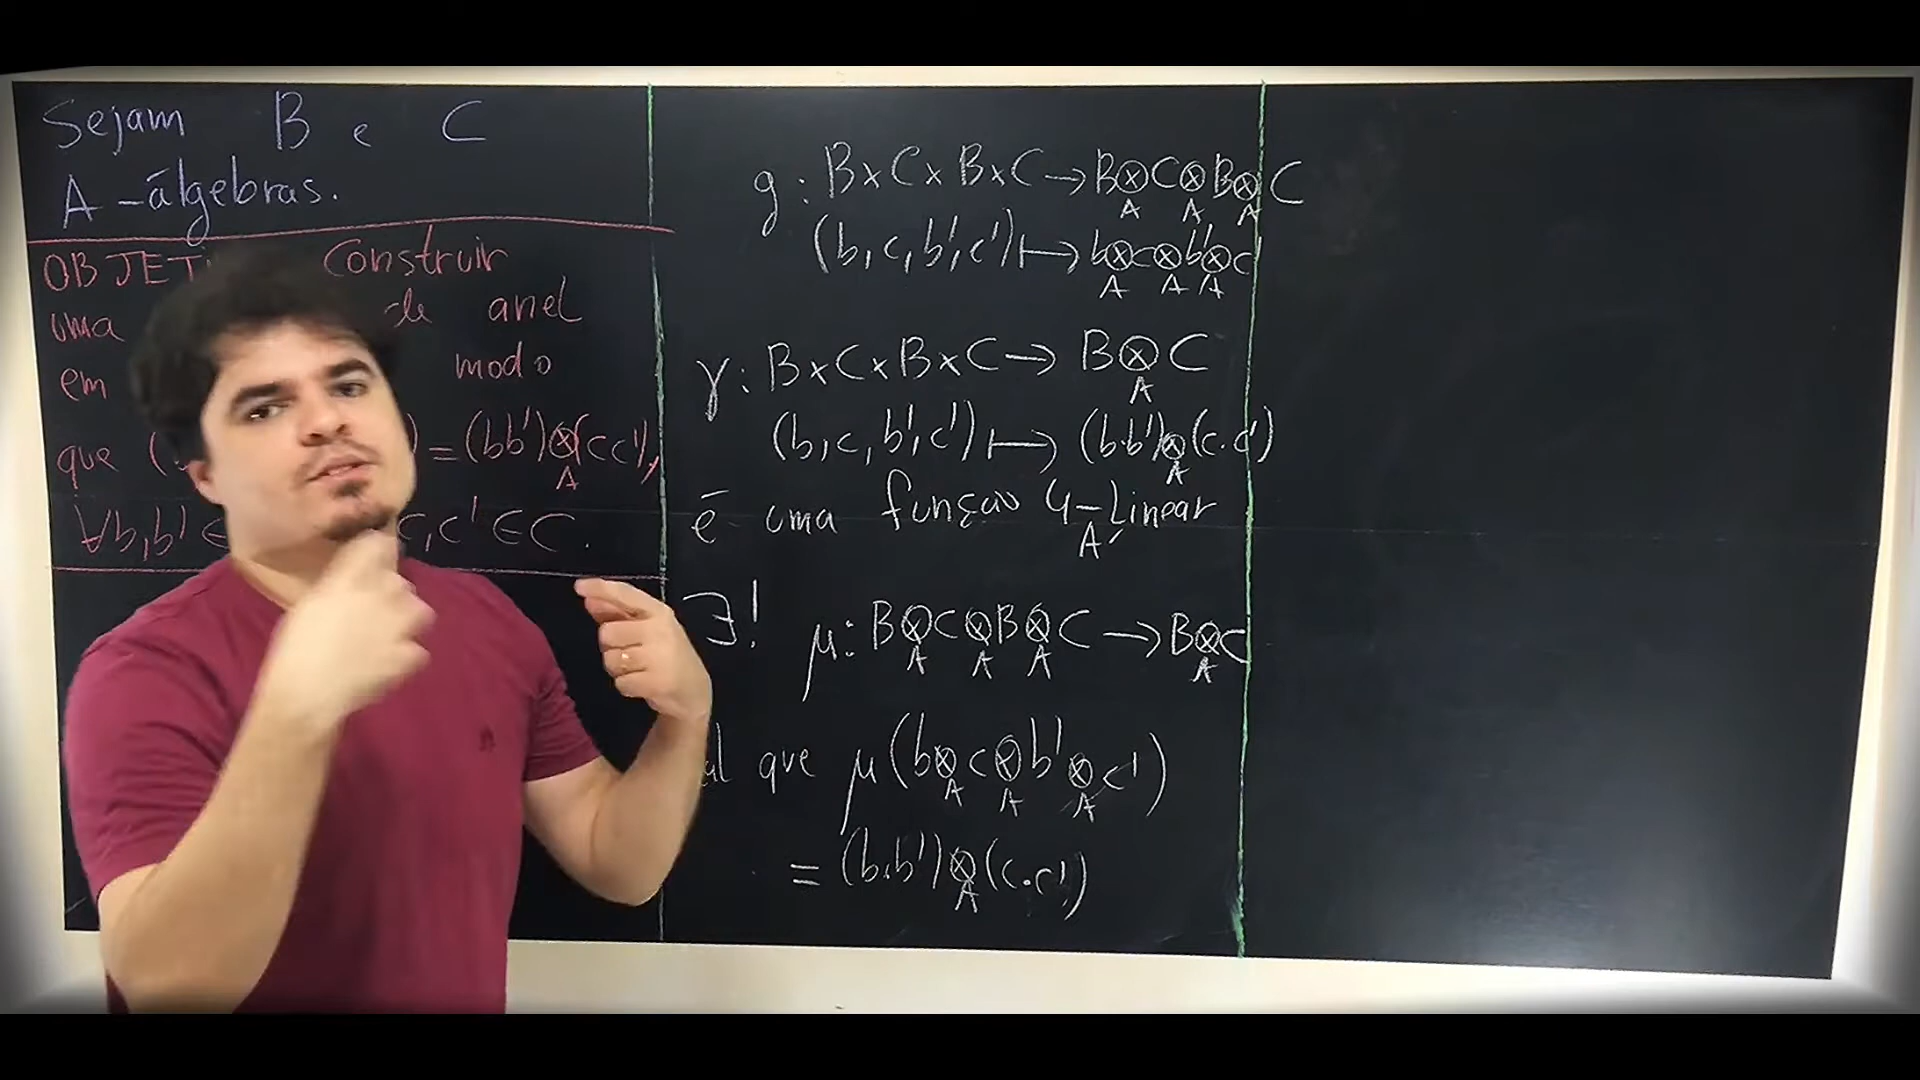 Sejam B e C
A-álgebras.
OBJET Construir
uma de anel
em modo
que ( ) = (bb')⊗(cc'),
A
∀b,b' ∈ c,c' ∈ C.
g: B×C×B×C → B⊗C⊗B⊗C
A A A
(b,c,b',c') ↦ b⊗c⊗b'⊗c'
A A A
γ: B×C×B×C → B⊗C
A
(b,c,b',c') ↦ (b·b')⊗(c·c')
A
é uma função 4-Linear
A
∃! μ: B⊗C⊗B⊗C → B⊗C
A A A A
al que μ(b⊗c⊗b'⊗c')
A A A
= (b.b')⊗(c.c')
A